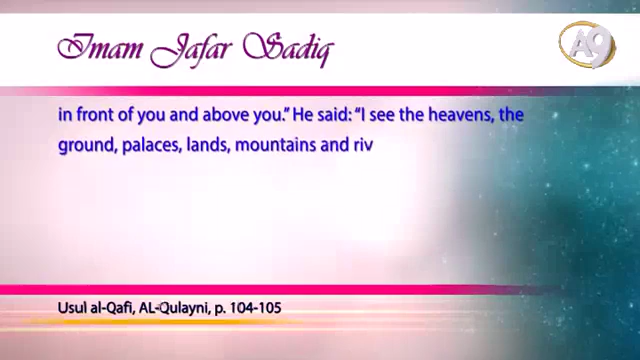 Imam Jafar Sadiq
A9
in front of you and above you.” He said: “I see the heavens, the
ground, palaces, lands, mountains and riv
Usul al-Qafi, AL-Qulayni, p. 104-105